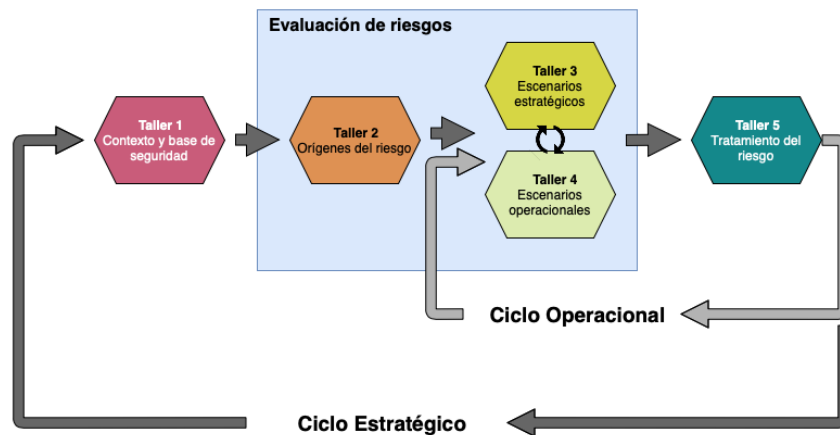 Evaluación de riesgos
Taller 1
Contexto y base de
seguridad
Taller 2
Orígenes del riesgo
Taller 3
Escenarios
estratégicos
Taller 4
Escenarios
operacionales
Taller 5
Tratamiento del
riesgo
Ciclo Operacional
Ciclo Estratégico